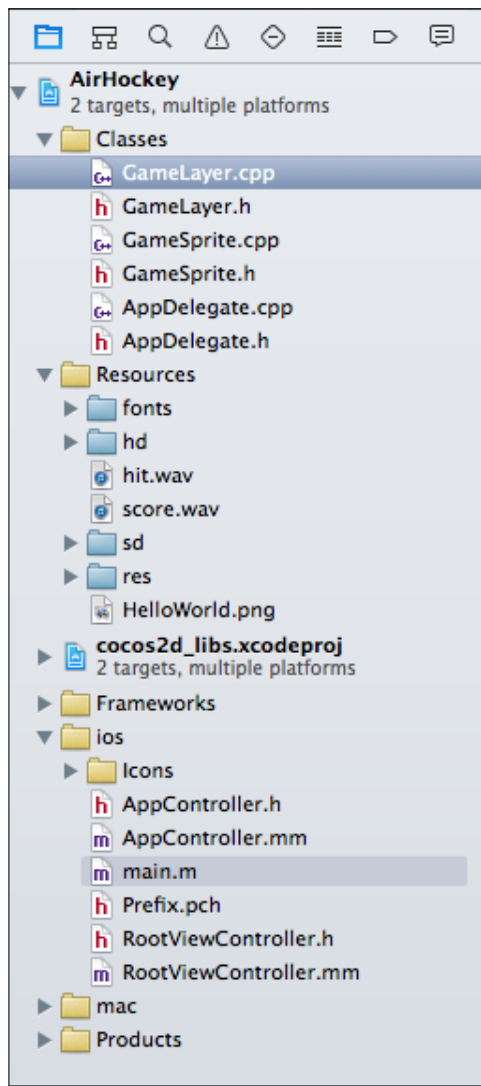 AirHockey
2 targets, multiple platforms
Classes
GameLayer.cpp
GameLayer.h
GameSprite.cpp
GameSprite.h
AppDelegate.cpp
AppDelegate.h
Resources
fonts
hd
hit.wav
score.wav
sd
res
HelloWorld.png
cocos2d_libs.xcodeproj
2 targets, multiple platforms
Frameworks
ios
Icons
AppController.h
AppController.mm
main.m
Prefix.pch
RootViewController.h
RootViewController.mm
mac
Products